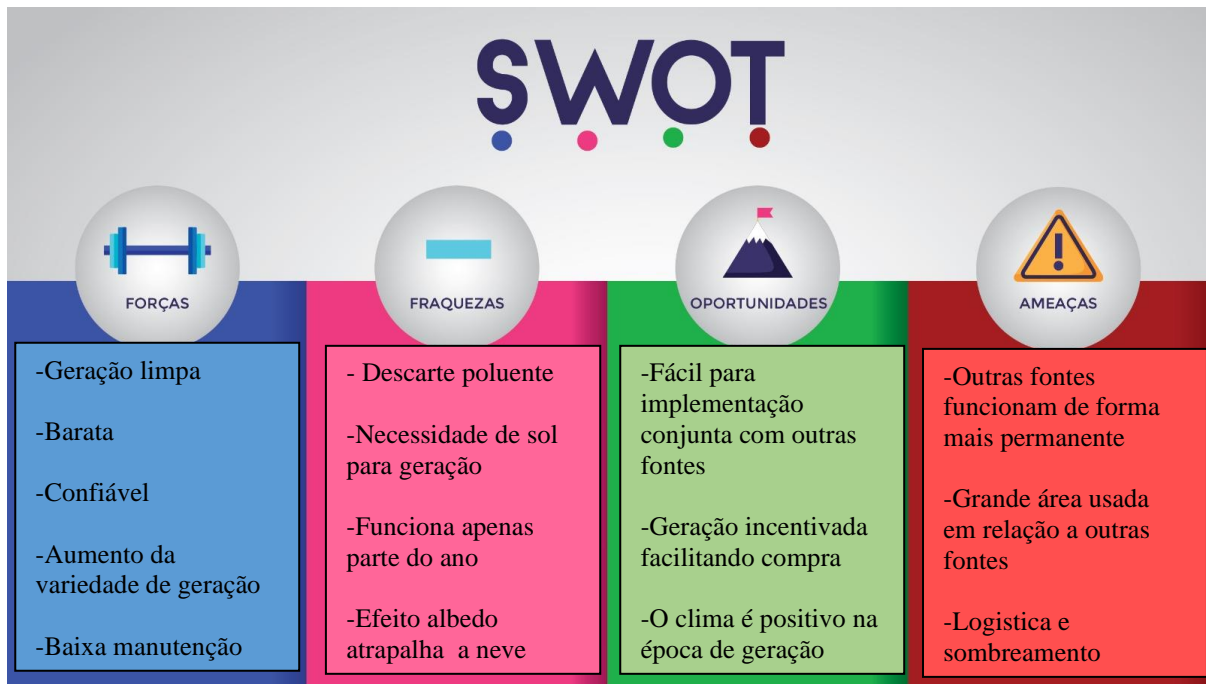 SWOT
FORÇAS
-Geração limpa
-Barata
-Confiável
-Aumento da
variedade de geração
-Baixa manutenção
FRAQUEZAS
- Descarte poluente
-Necessidade de sol
para geração
-Funciona apenas
parte do ano
-Efeito albedo
atrapalha a neve
OPORTUNIDADES
-Fácil para
implementação
conjunta com outras
fontes
-Geração incentivada
facilitando compra
-O clima é positivo na
época de geração
AMEAÇAS
-Outras fontes
funcionam de forma
mais permanente
-Grande área usada
em relação a outras
fontes
-Logistica e
sombreamento